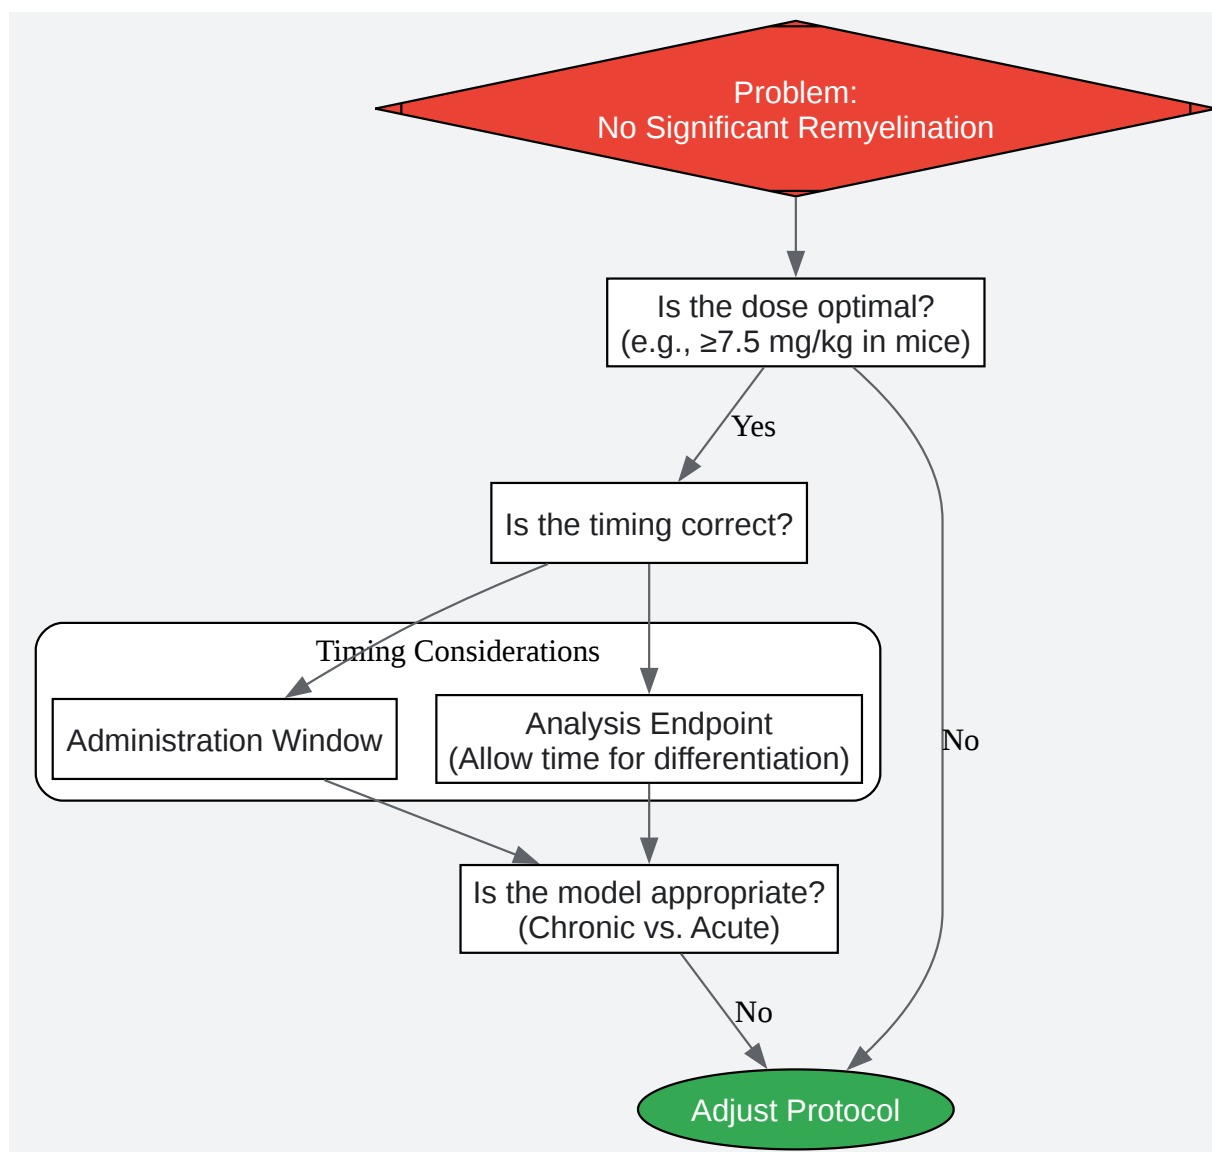 Problem:
No Significant Remyelination
Is the dose optimal?
(e.g., ≥7.5 mg/kg in mice)
Yes
Is the timing correct?
Timing Considerations
Administration Window
Analysis Endpoint
(Allow time for differentiation)
No
Is the model appropriate?
(Chronic vs. Acute)
No
Adjust Protocol